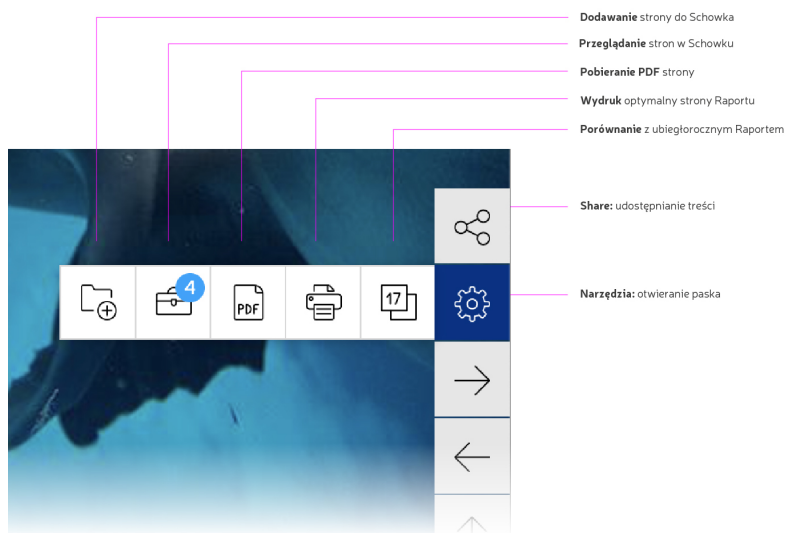 Dodawanie strony do Schowka
Przeglądanie stron w Schowku
Pobieranie PDF strony
Wydruk optymalny strony Raportu
Porównanie z ubiegłorocznym Raportem
Share: udostępnianie treści
4
PDF
17
Narzędzia: otwieranie paska